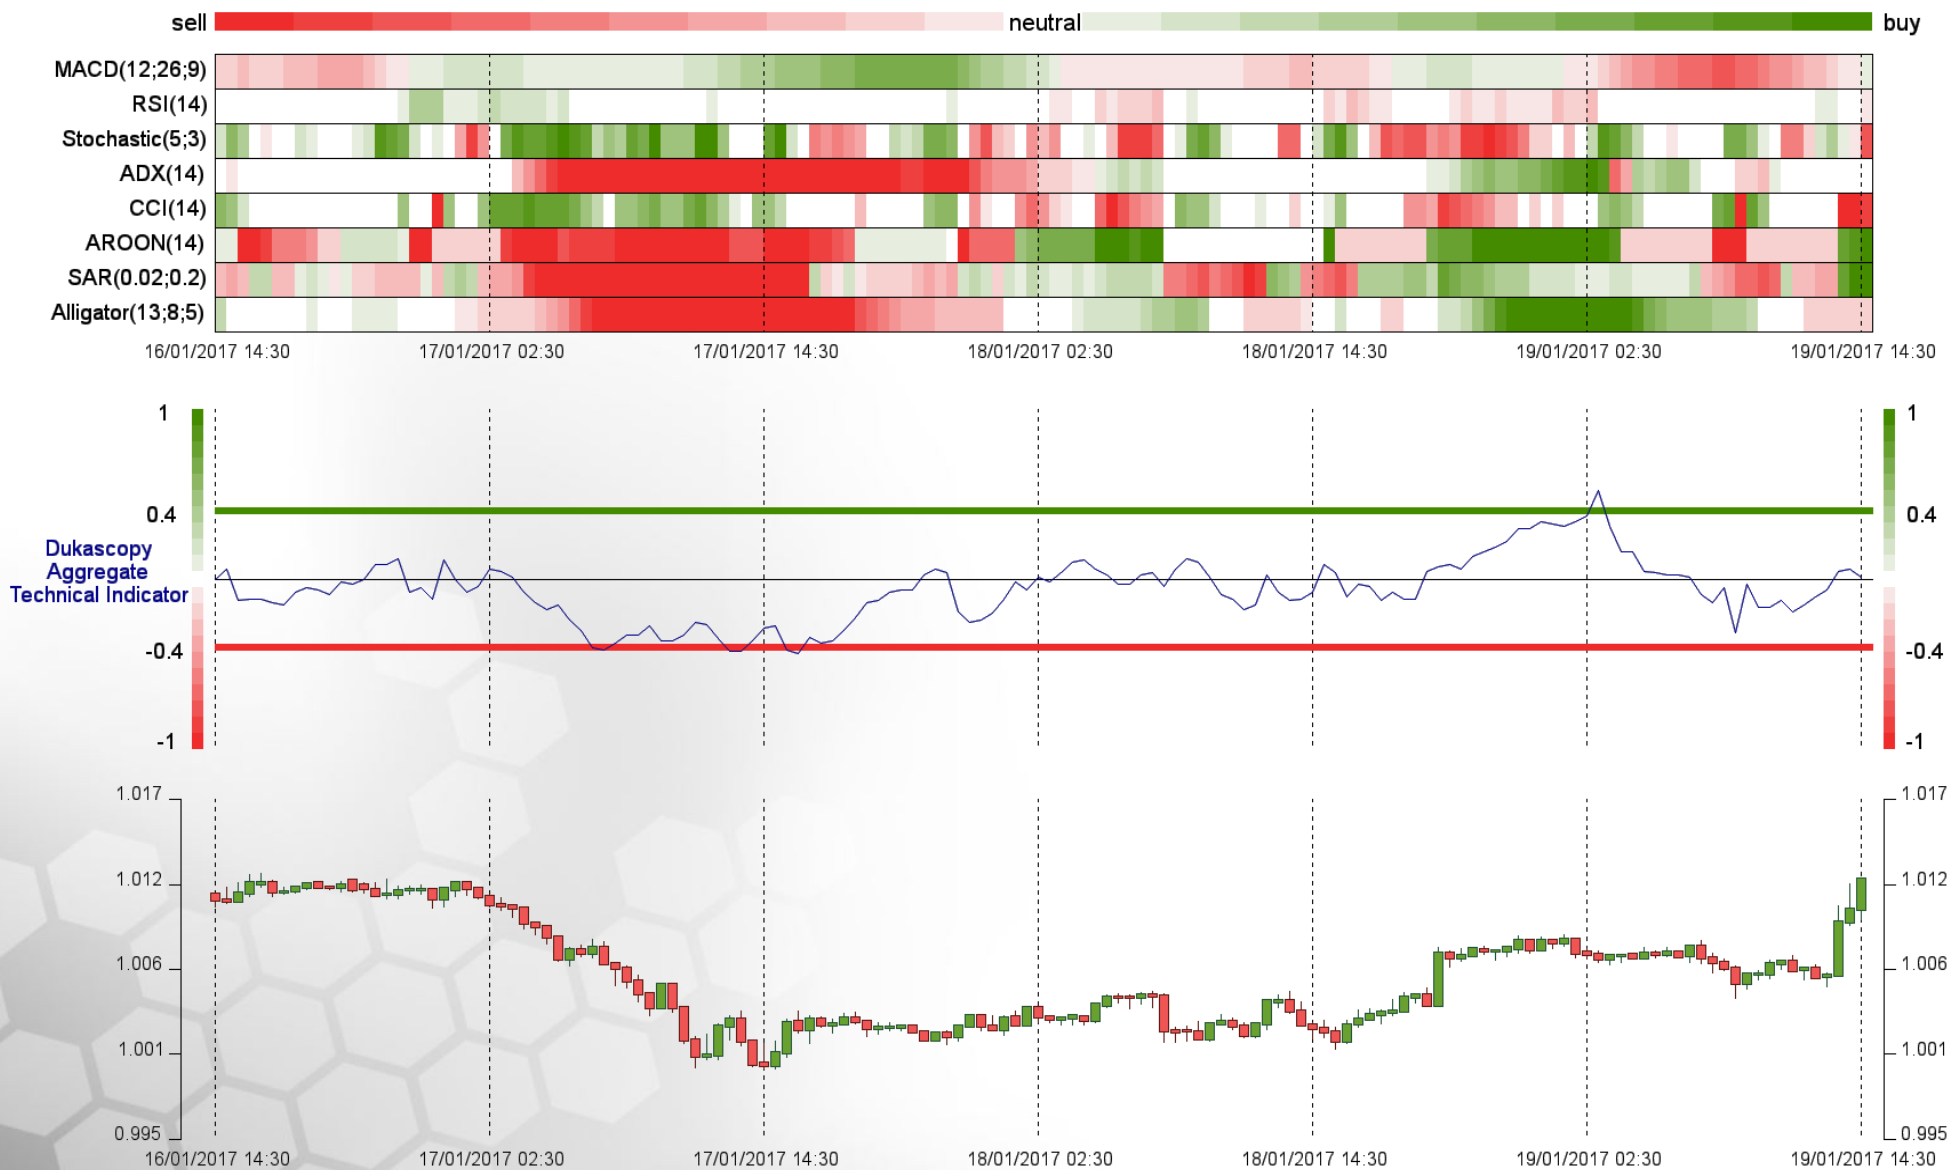 sell neutral buy
MACD(12;26;9)
RSI(14)
Stochastic(5;3)
ADX(14)
CCI(14)
AROON(14)
SAR(0.02;0.2)
Alligator(13;8;5)
16/01/2017 14:30 17/01/2017 02:30 17/01/2017 14:30 18/01/2017 02:30 18/01/2017 14:30 19/01/2017 02:30 19/01/2017 14:30
1 1
0.4 0.4
Dukascopy
Aggregate
Technical Indicator
-0.4 -0.4
-1 -1
1.017 1.017
1.012 1.012
1.006 1.006
1.001 1.001
0.995 0.995
16/01/2017 14:30 17/01/2017 02:30 17/01/2017 14:30 18/01/2017 02:30 18/01/2017 14:30 19/01/2017 02:30 19/01/2017 14:30